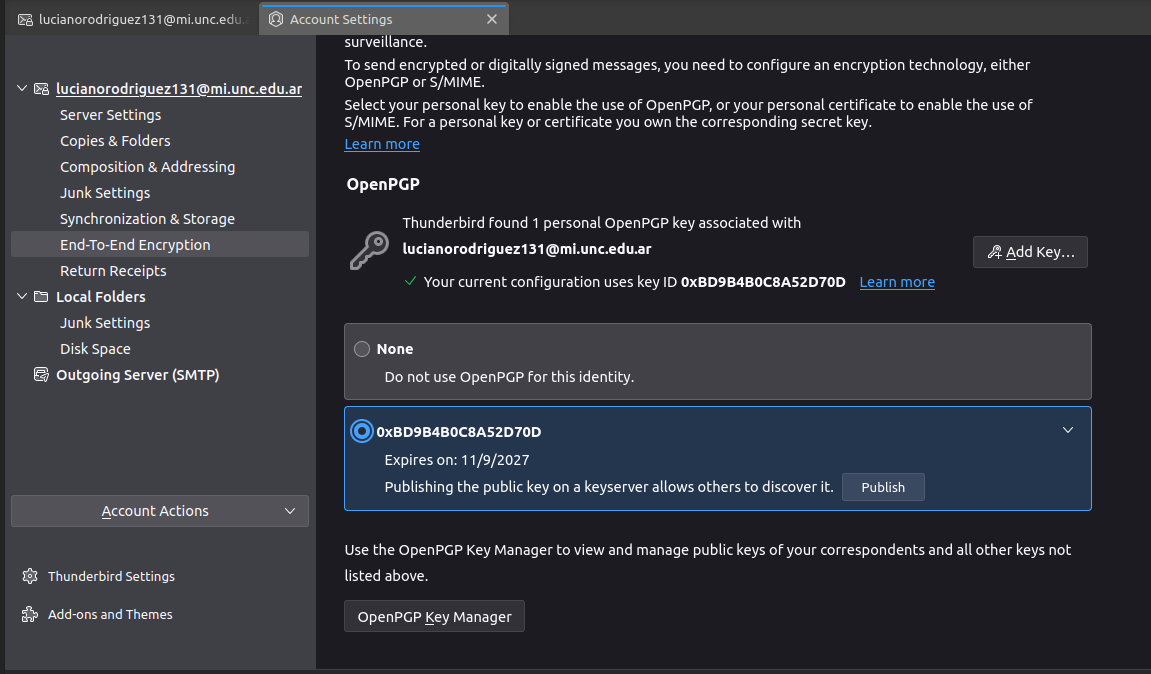 lucianorodriguez131@mi.unc.edu.
Account Settings
lucianorodriguez131@mi.unc.edu.ar
Server Settings
Copies & Folders
Composition & Addressing
Junk Settings
Synchronization & Storage
End-To-End Encryption
Return Receipts
Local Folders
Junk Settings
Disk Space
Outgoing Server (SMTP)
Account Actions
Thunderbird Settings
Add-ons and Themes
surveillance.
To send encrypted or digitally signed messages, you need to configure an encryption technology, either
OpenPGP or S/MIME.
Select your personal key to enable the use of OpenPGP, or your personal certificate to enable the use of
S/MIME. For a personal key or certificate you own the corresponding secret key.
Learn more
OpenPGP
Thunderbird found 1 personal OpenPGP key associated with
lucianorodriguez131@mi.unc.edu.ar
Add Key…
Your current configuration uses key ID 0xBD9B4B0C8A52D70D Learn more
None
Do not use OpenPGP for this identity.
0xBD9B4B0C8A52D70D
Expires on: 11/9/2027
Publishing the public key on a keyserver allows others to discover it. Publish
Use the OpenPGP Key Manager to view and manage public keys of your correspondents and all other keys not
listed above.
OpenPGP Key Manager